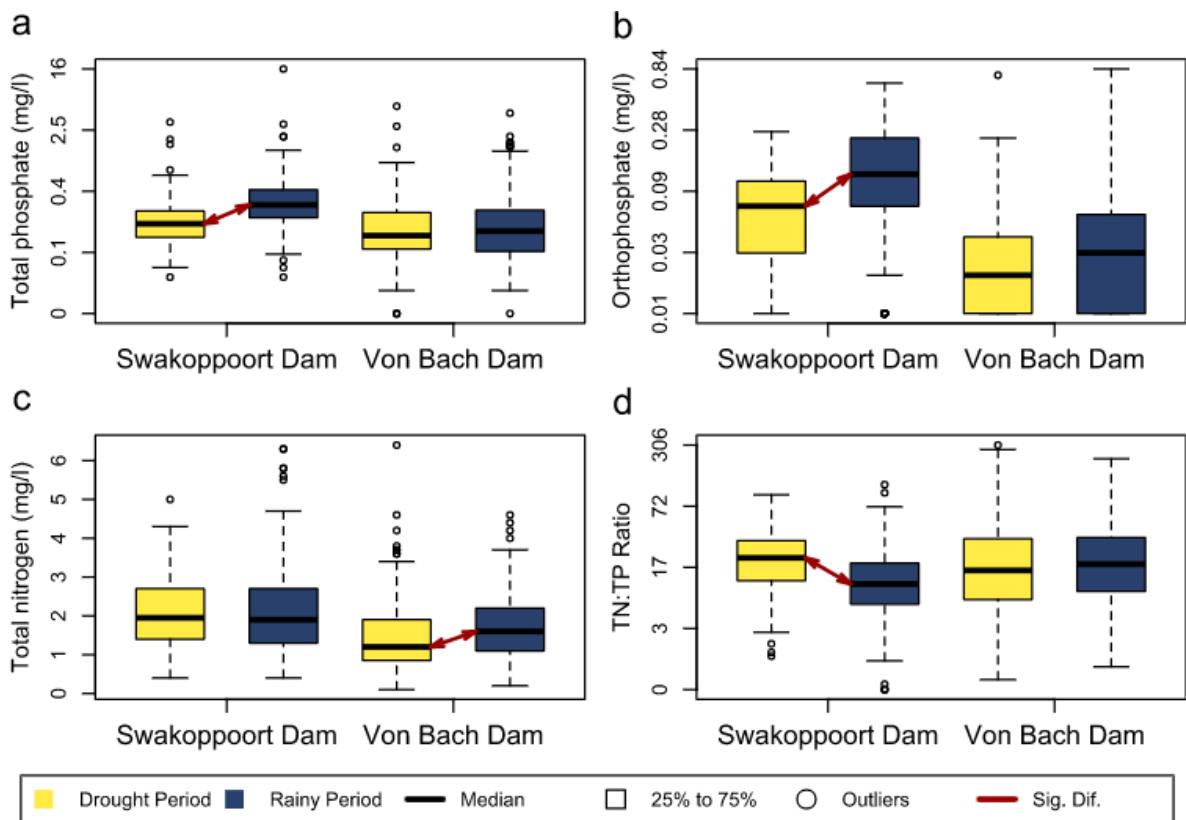 a
Total phosphate (mg/l)
16
2.5
0.4
0.1
0
Swakoppoort Dam Von Bach Dam
b
Orthophosphate (mg/l)
0.84
0.28
0.09
0.03
0.01
Swakoppoort Dam Von Bach Dam
c
Total nitrogen (mg/l)
6
5
4
3
2
1
0
Swakoppoort Dam Von Bach Dam
d
TN:TP Ratio
306
72
17
3
0
Swakoppoort Dam Von Bach Dam
Drought Period Rainy Period Median 25% to 75% Outliers Sig. Dif.